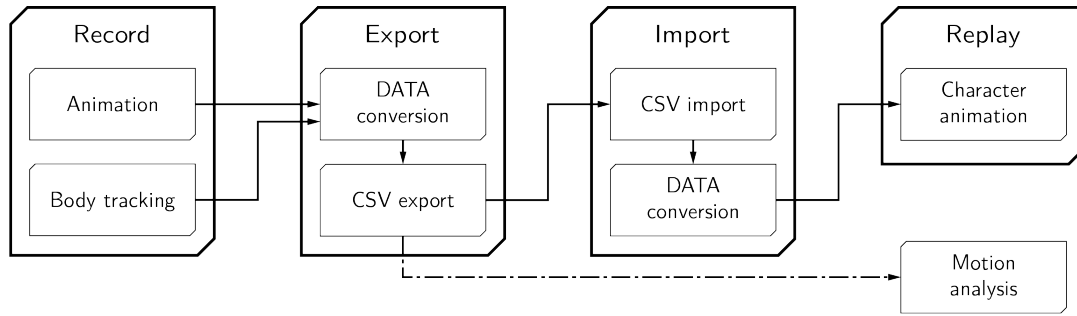 Record
Animation
Body tracking
Export
DATA
conversion
CSV export
Import
CSV import
DATA
conversion
Replay
Character
animation
Motion
analysis